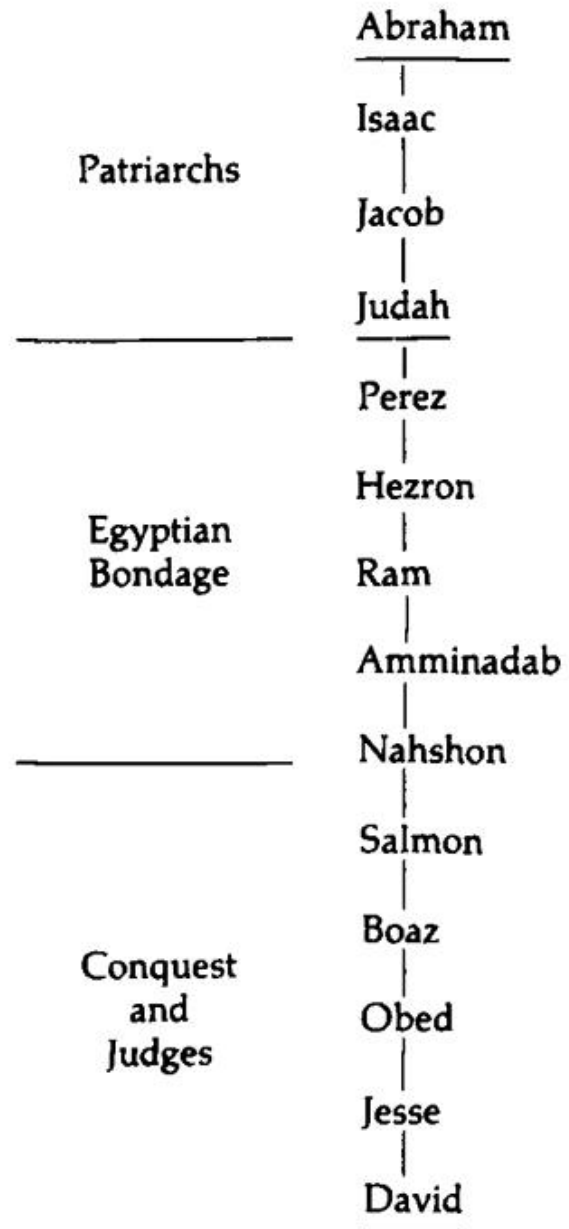 Abraham
Isaac
Patriarchs
Jacob
Judah
Perez
Hezron
Egyptian
Bondage
Ram
Amminadab
Nahshon
Salmon
Boaz
Conquest
and
Judges
Obed
Jesse
David